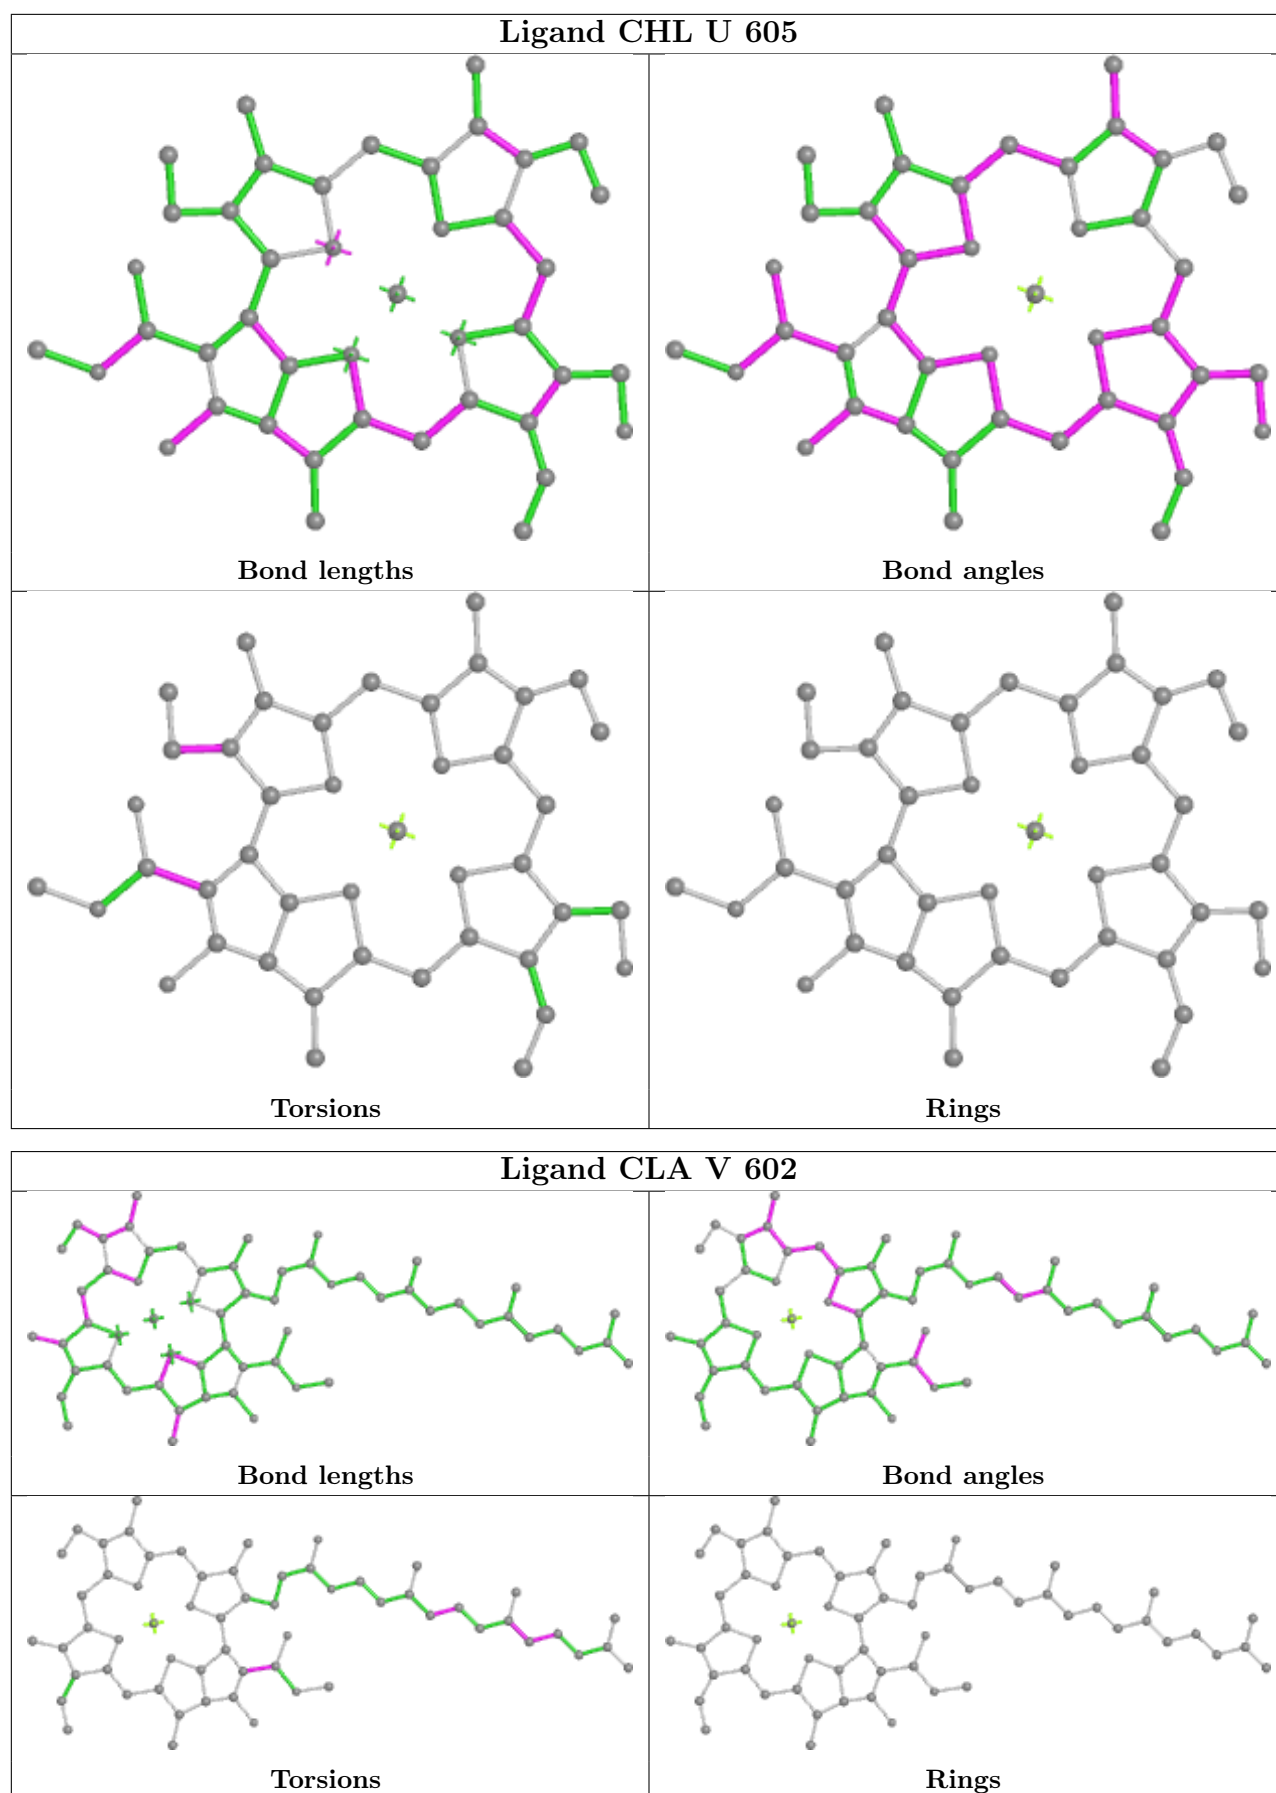 Ligand CHL U 605
Bond lengths
Bond angles
Torsions
Rings
Ligand CLA V 602
Bond lengths
Bond angles
Torsions
Rings